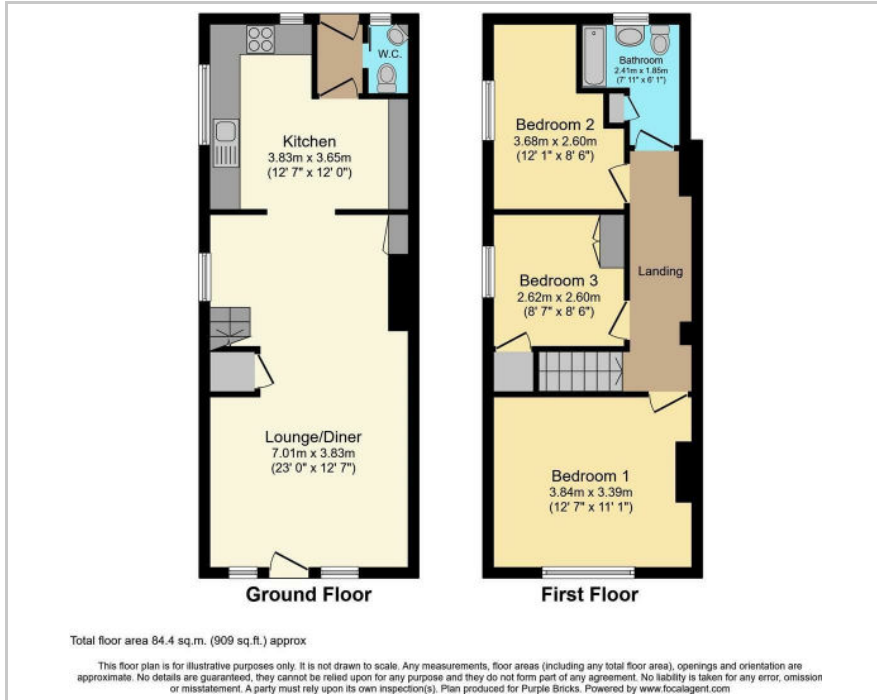 W.C.
Kitchen
3.83m x 3.65m
(12' 7" x 12' 0")
Lounge/Diner
7.01m x 3.83m
(23' 0" x 12' 7")
Ground Floor
Bathroom
2.41m x 1.85m
(7' 11" x 6' 1")
Bedroom 2
3.68m x 2.60m
(12' 1" x 8' 6")
Landing
Bedroom 3
2.62m x 2.60m
(8' 7" x 8' 6")
Bedroom 1
3.84m x 3.39m
(12' 7" x 11' 1")
First Floor
Total floor area 84.4 sq.m. (909 sq.ft.) approx
This floor plan is for illustrative purposes only. It is not drawn to scale. Any measurements, floor areas (including any total floor area), openings and orientation are
approximate. No details are guaranteed, they cannot be relied upon for any purpose and they do not form part of any agreement. No liability is taken for any error, omission
or misstatement. A party must rely upon its own inspection(s). Plan produced for Purple Bricks. Powered by www.focalagent.com